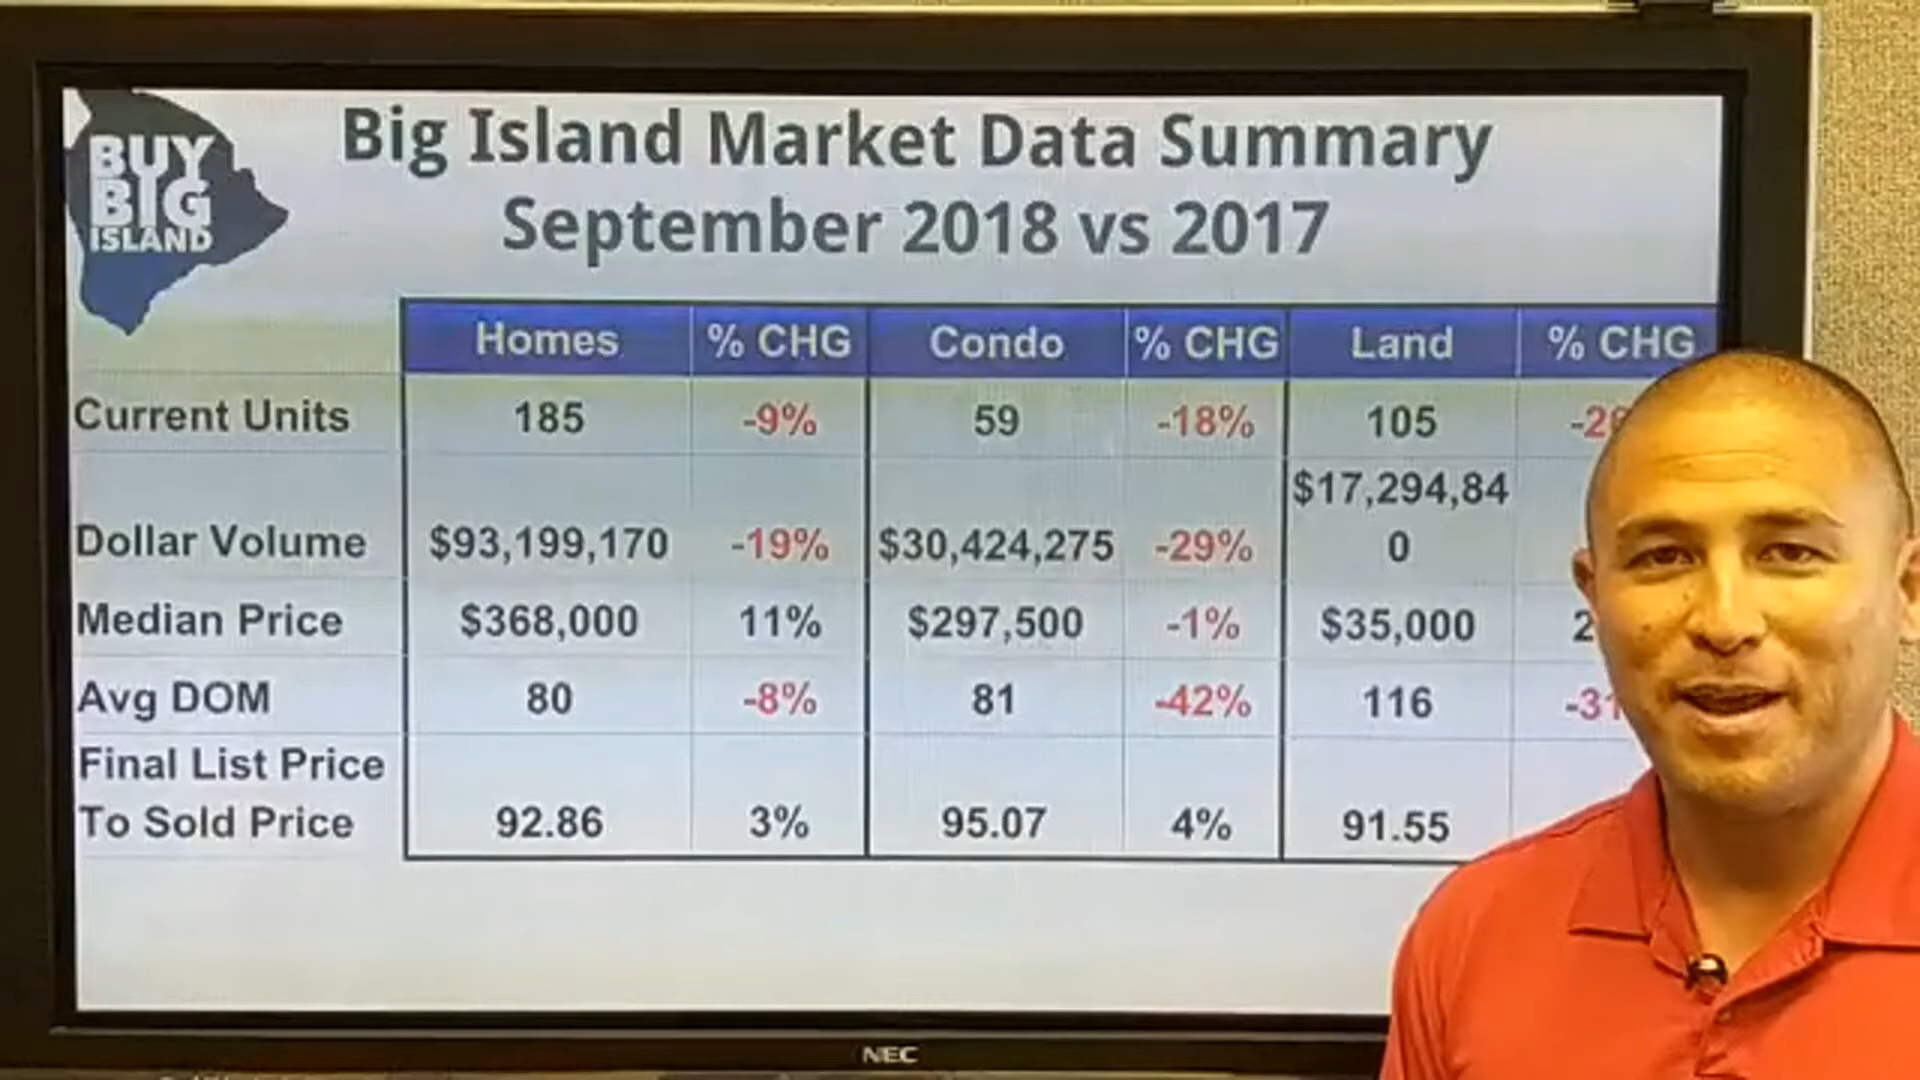 BUY
BIG
ISLAND
Big Island Market Data Summary
September 2018 vs 2017
Homes % CHG Condo % CHG Land % CHG
Current Units 185 -9% 59 -18% 105
$17,294,84
Dollar Volume $93,199,170 -19% $30,424,275 -29% 0
Median Price $368,000 11% $297,500 -1% $35,000
Avg DOM 80 -8% 81 -42% 116
Final List Price
To Sold Price 92.86 3% 95.07 4% 91.55
NEC